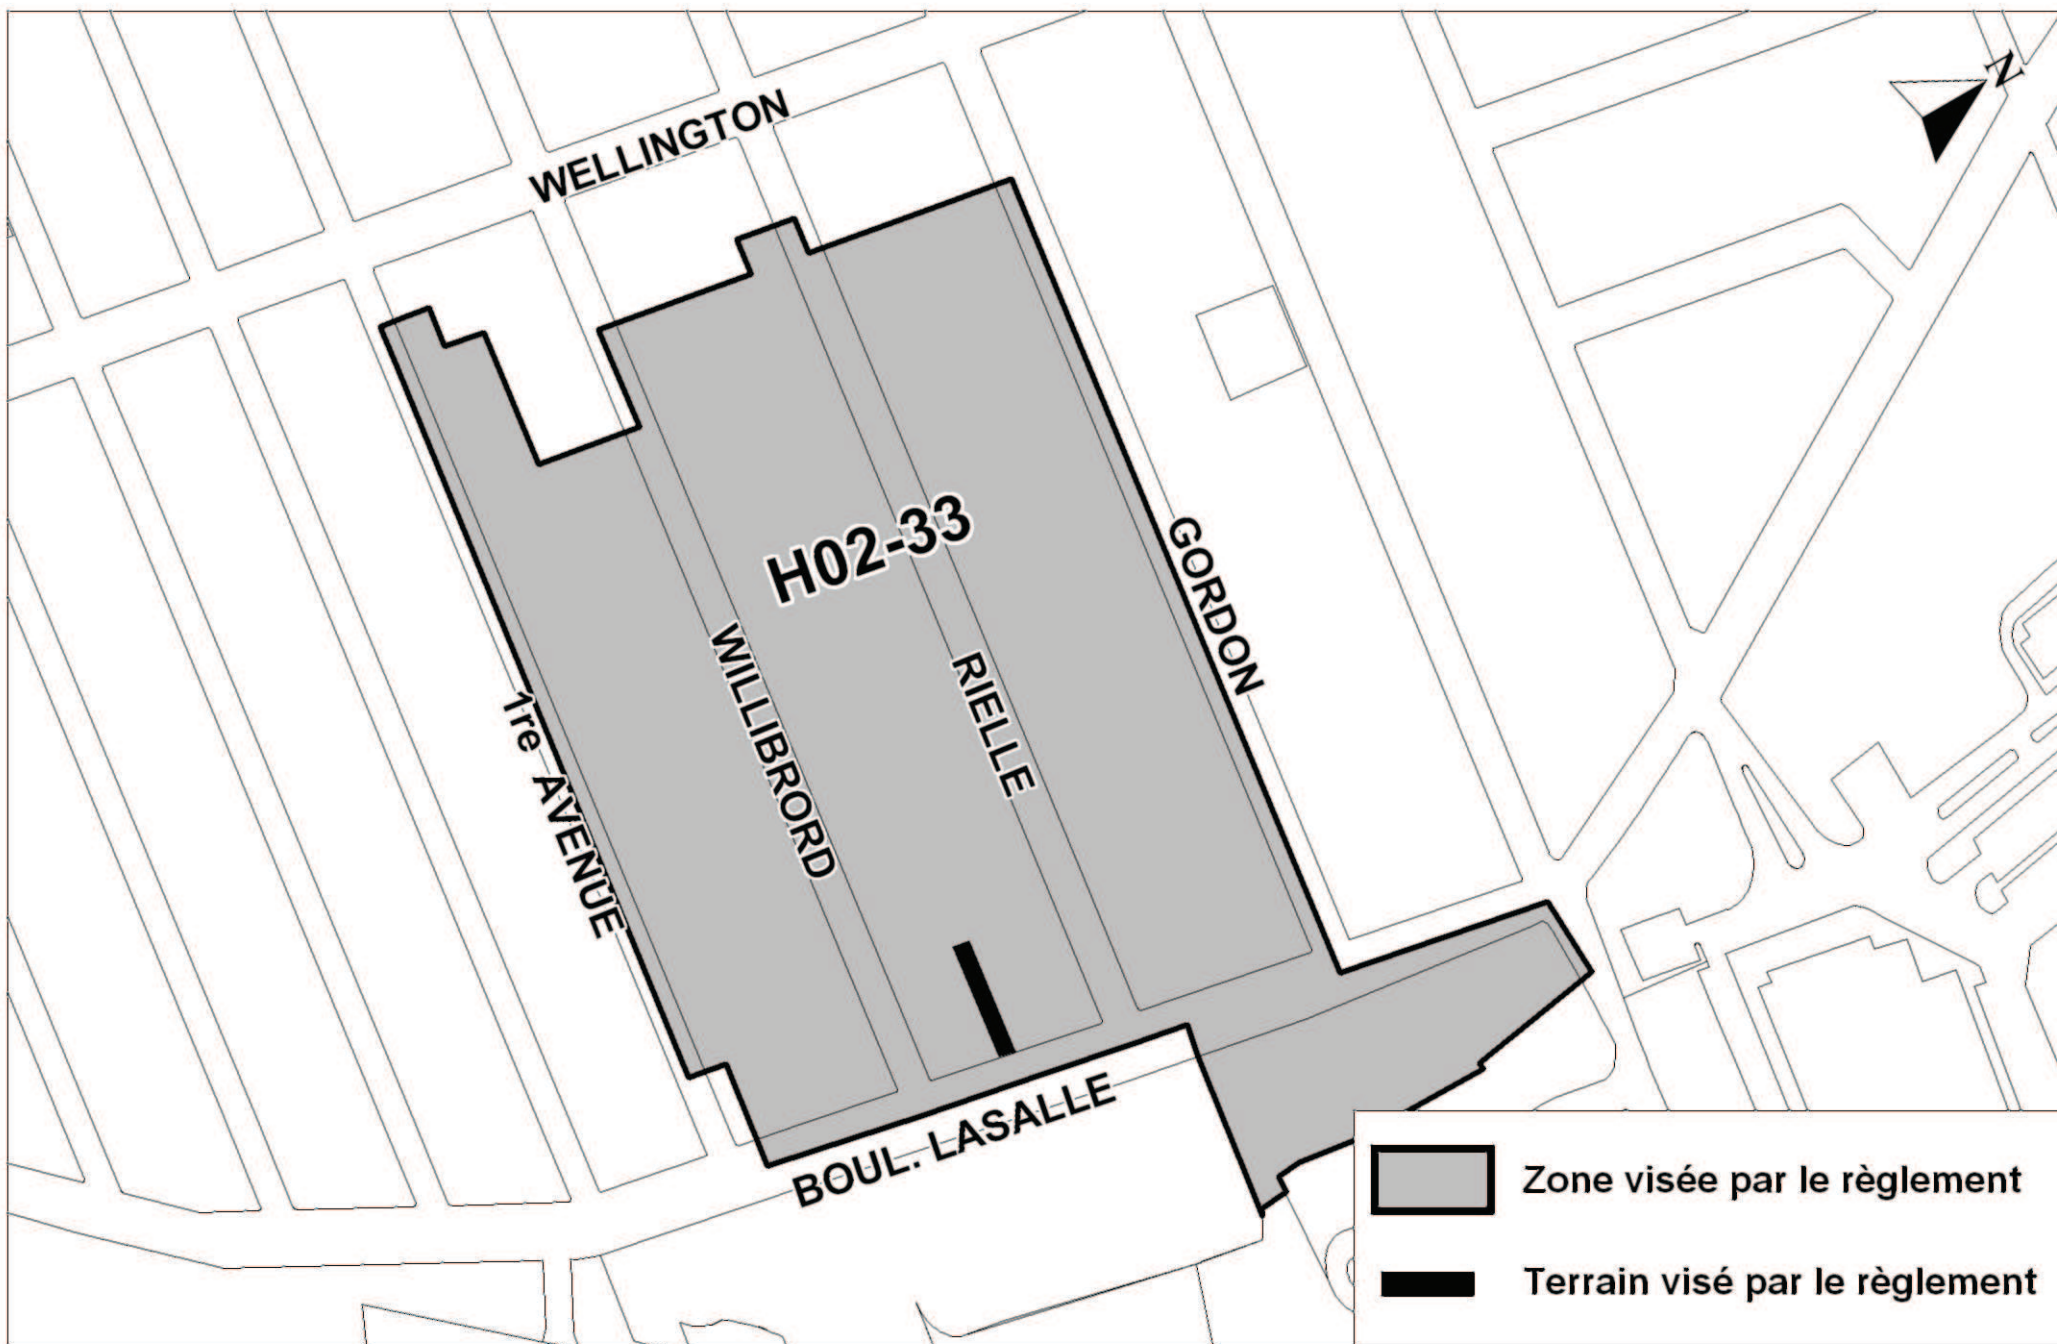 N
WELLINGTON
H02-33
GORDON
WILLIBRORD
RIELLE
1re AVENUE
BOUL. LASALLE
Zone visée par le règlement
Terrain visé par le règlement